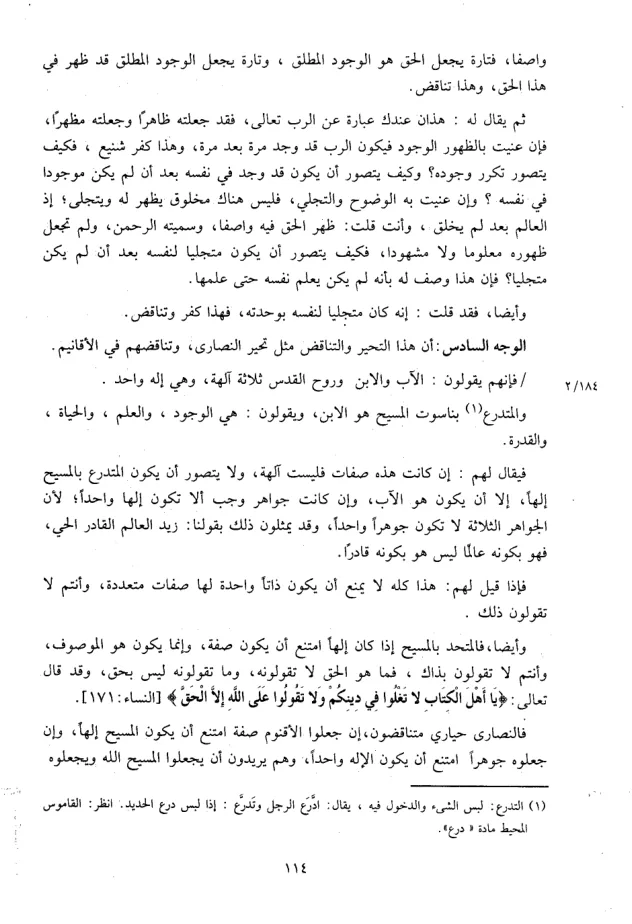 واصفا، فتارة يجعل الحق هو الوجود المطلق ، وتارة يجعل الوجود المطلق قد ظهر في
هذا الحق، وهذا تناقض.
ثم يقال له : هذان عندك عبارة عن الرب تعالى، فقد جعلته ظاهرًا وجعلته مظهرًا،
فإن عنيت بالظهور الوجود فيكون الرب قد وجد مرة بعد مرة، وهذا كفر شنيع ، فكيف
يتصور تكرر وجوده؟ وكيف يتصور أن يكون قد وجد في نفسه بعد أن لم يكن موجودا
في نفسه ؟ وإن عنيت به الوضوح والتجلي، فليس هناك مخلوق يظهر له ويتجلى؛ إذ
العالم بعد لم يخلق ، وأنت قلت: ظهر الحق فيه واصفا، وسميته الرحمن، ولم تجعل
ظهوره معلوما ولا مشهودا، فكيف يتصور أن يكون متجليا لنفسه بعد أن لم يكن
متجليا؟ فإن هذا وصف له بأنه لم يكن يعلم نفسه حتى علمها.
وأيضا، فقد قلت : إنه كان متجليا لنفسه بوحدته، فهذا كفر وتناقض.
الوجه السادس: أن هذا التحير والتناقض مثل تحير النصارى، وتناقضهم في الأقانيم.
/ فإنهم يقولون : الآب والابن وروح القدس ثلاثة آلهة، وهي إله واحد .
٢/١٨٤
والمتدرع(١) بناسوت المسيح هو الابن، ويقولون : هي الوجود ، والعلم ، والحياة ،
والقدرة.
فيقال لهم : إن كانت هذه صفات فليست آلهة، ولا يتصور أن يكون المتدرع بالمسيح
إلهاً، إلا أن يكون هو الآب، وإن كانت جواهر وجب ألا تكون إلها واحداً؛ لأن
الجواهر الثلاثة لا تكون جوهراً واحداً، وقد يمثلون ذلك بقولنا: زيد العالم القادر الحي،
فهو بكونه عالمًا ليس هو بكونه قادرًا.
فإذا قيل لهم: هذا كله لا يمنع أن يكون ذاتاً واحدة لها صفات متعددة، وأنتم لا
تقولون ذلك .
وأيضا، فالمتحد بالمسيح إذا كان إلهاً امتنع أن يكون صفة، وإنما يكون هو الموصوف،
وأنتم لا تقولون بذاك ، فما هو الحق لا تقولونه، وما تقولونه ليس بحق، وقد قال
تعالى: ﴿يَا أَهْلَ الْكِتَابِ لا تَغْلُوا فِي دِينِكُمْ وَلا تَقُولُوا عَلَى اللَّهِ إِلاَّ الْحَقَّ ﴾ [النساء: ١٧١].
فالنصارى حيارى متناقضون،إن جعلوا الأقنوم صفة امتنع أن يكون المسيح إلهاً، وإن
جعلوه جوهراً امتنع أن يكون الإله واحداً، وهم يريدون أن يجعلوا المسيح الله ويجعلوه
(١) التدرع: لبس الشيء والدخول فيه ، يقال: ادَّرَع الرجل وتَدرَّع : إذا لبس درع الحديد. انظر: القاموس
المحيط مادة « درع».
١١٤